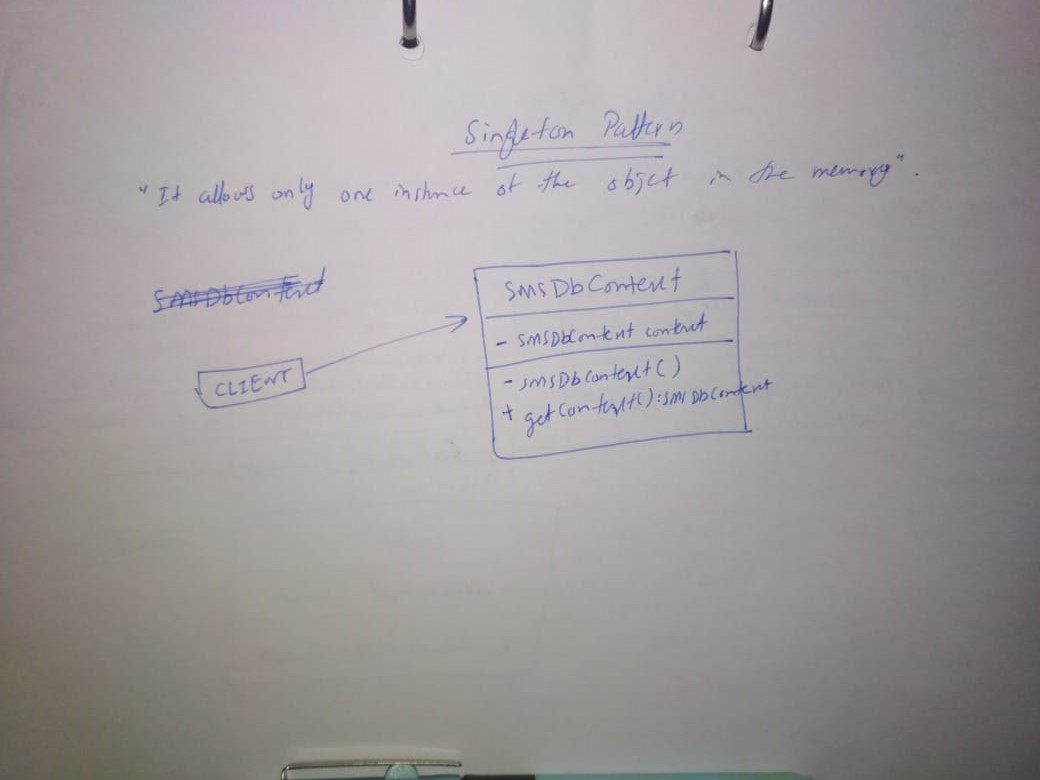 Singleton Pattern
"It allows only one instance of the object in the memory".
SmsDbContext
SmsDbContext
- SmsDbContext context
CLIENT
- SmsDbContext()
+ getContext():SmsDbContext